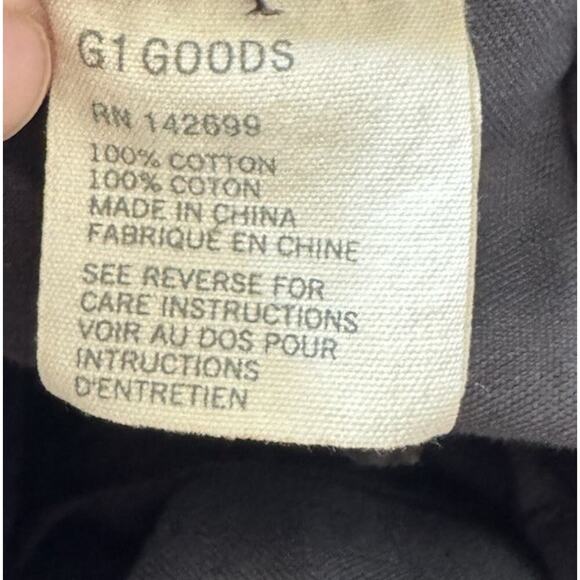 G1 GOODS
RN 142699
100% COTTON
100% COTON
MADE IN CHINA
FABRIQUÉ EN CHINE
SEE REVERSE FOR
CARE INSTRUCTIONS
VOIR AU DOS POUR
INTRUCTIONS
D'ENTRETIEN